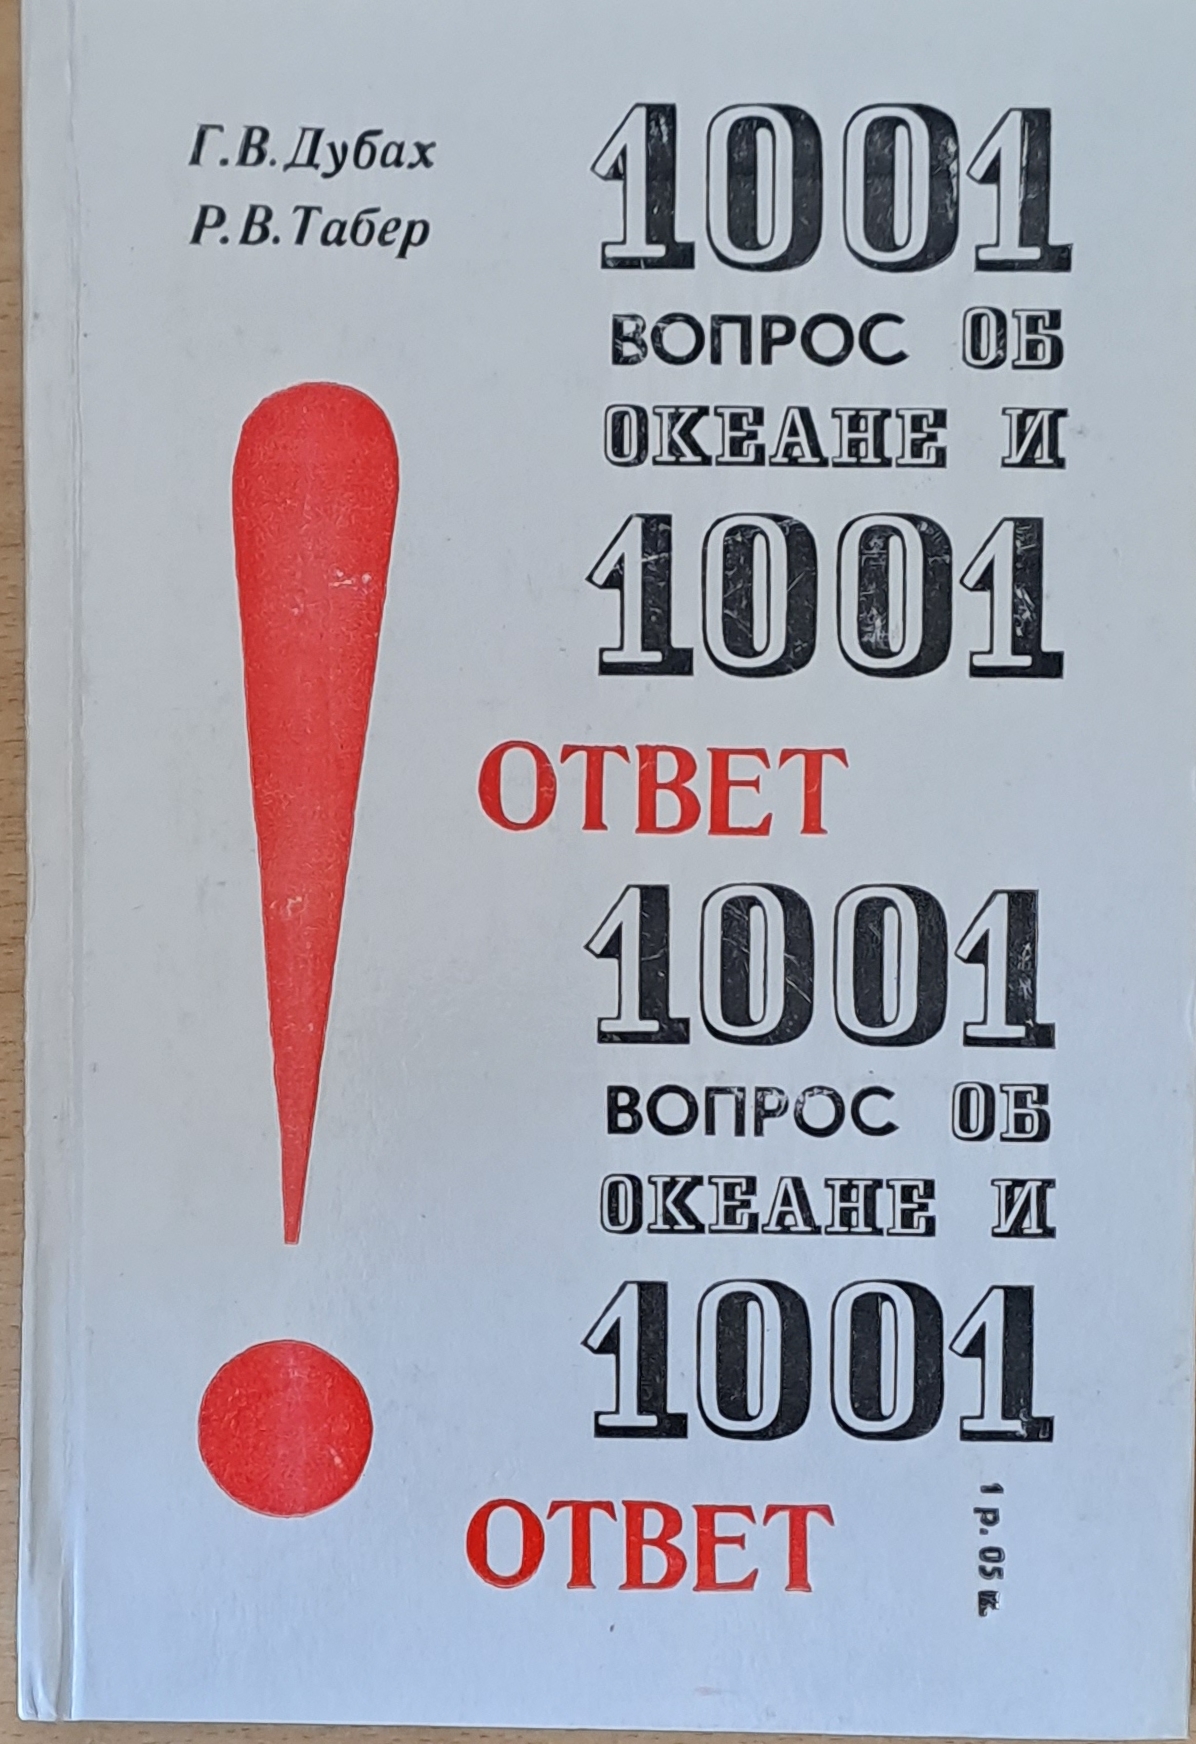 Г.В.Дубах
Р.В.Табер
1001
ВОПРОС ОБ
ОКЕАНЕ И
1001
ОТВЕТ
1001
ВОПРОС ОБ
ОКЕАНЕ И
1001
ОТВЕТ
1 р. 05 к.